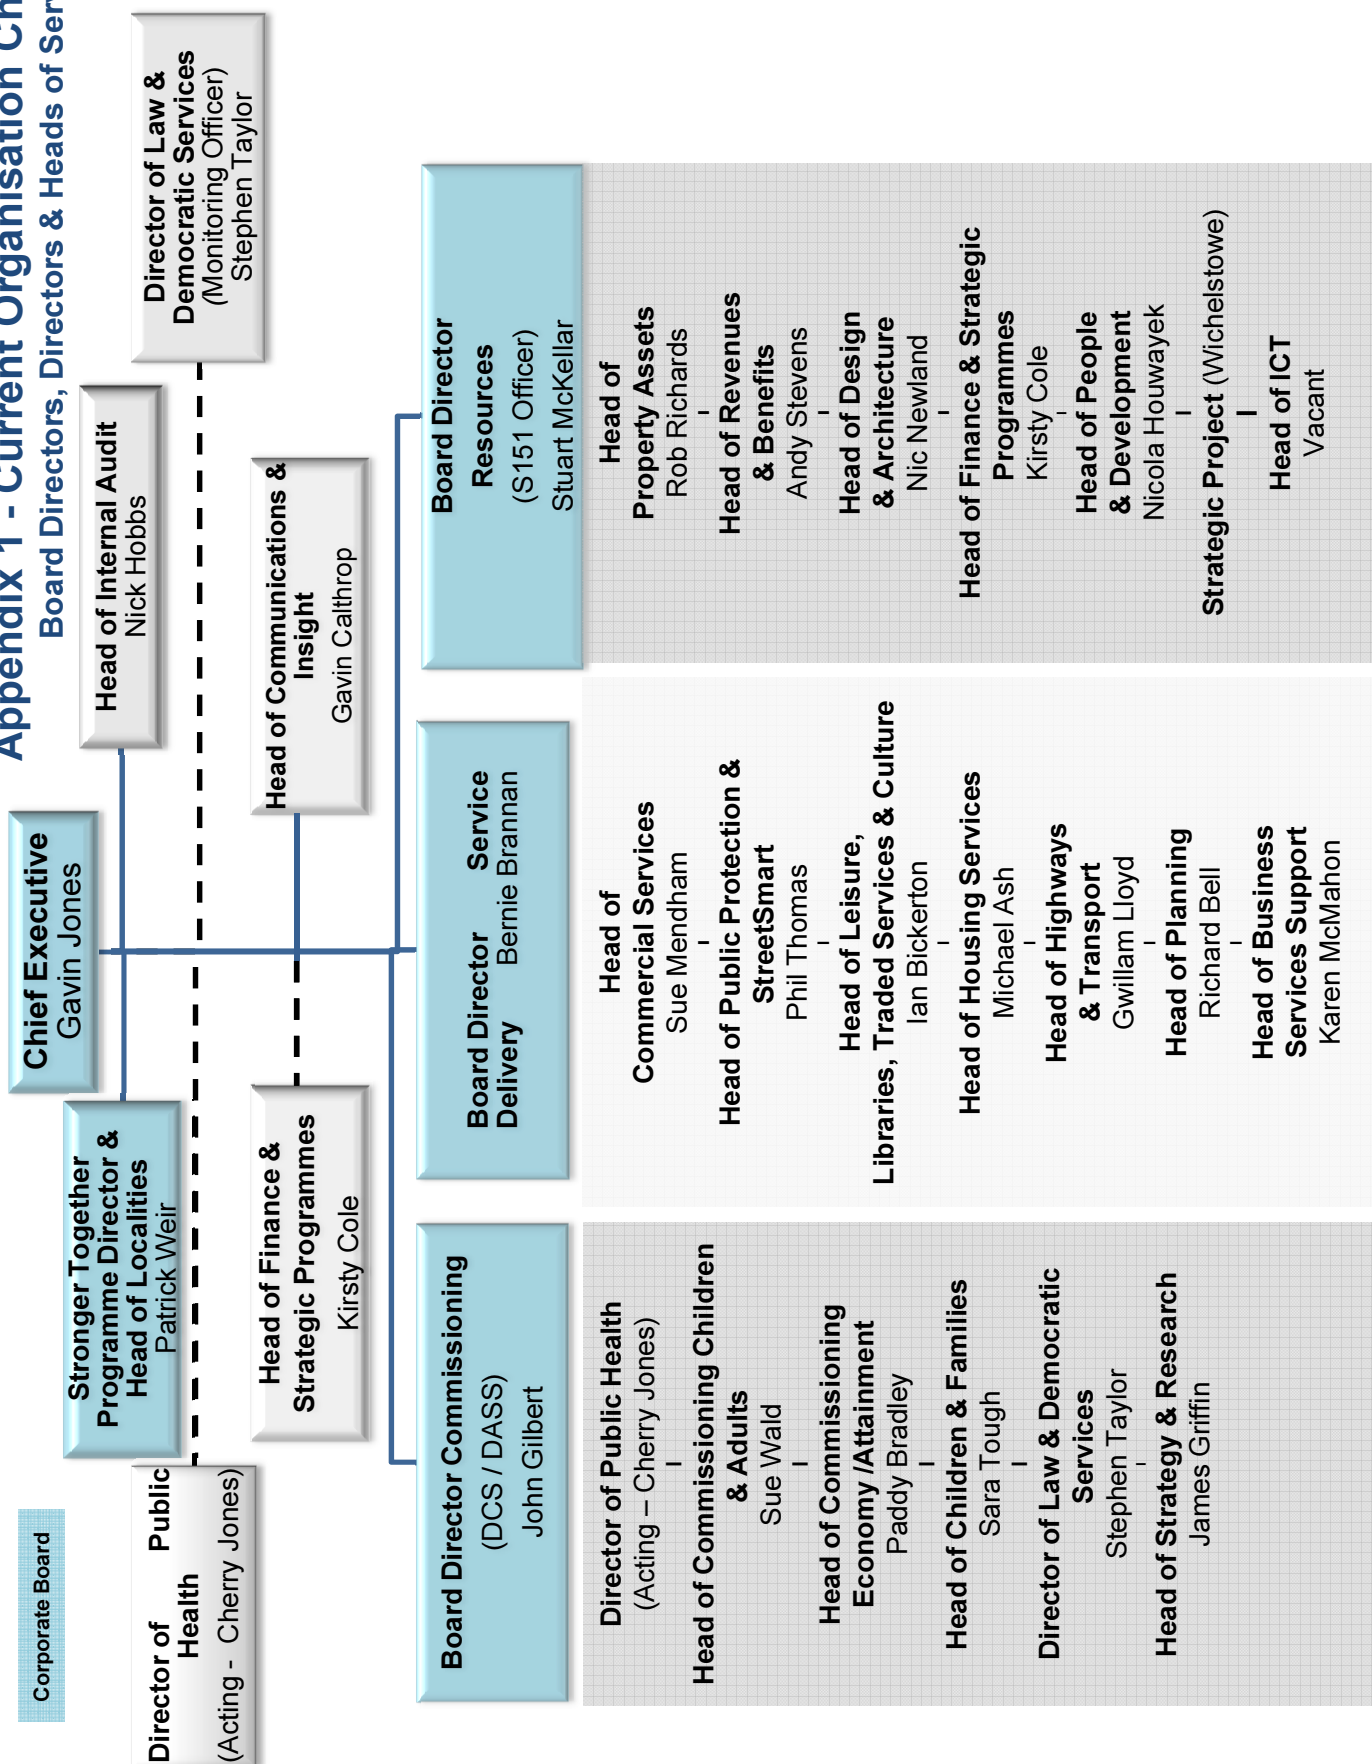 Appendix 1 - Current Organisation Ch
Board Directors, Directors & Heads of Ser
Corporate Board
Chief Executive
Gavin Jones
Stronger Together
Programme Director &
Head of Localities
Patrick Weir
Head of Internal Audit
Nick Hobbs
Director of Public
Health
(Acting - Cherry Jones)
Director of Law &
Democratic Services
(Monitoring Officer)
Stephen Taylor
Head of Finance &
Strategic Programmes
Kirsty Cole
Head of Communications &
Insight
Gavin Calthrop
Board Director Commissioning
(DCS / DASS)
John Gilbert
Director of Public Health
(Acting – Cherry Jones)
Head of Commissioning Children
& Adults
Sue Wald
Head of Commissioning
Economy /Attainment
Paddy Bradley
Head of Children & Families
Sara Tough
Director of Law & Democratic
Services
Stephen Taylor
Head of Strategy & Research
James Griffin
Board Director Service
Delivery Bernie Brannan
Head of
Commercial Services
Sue Mendham
Head of Public Protection &
StreetSmart
Phil Thomas
Head of Leisure,
Libraries, Traded Services & Culture
Ian Bickerton
Head of Housing Services
Michael Ash
Head of Highways
& Transport
Gwillam Lloyd
Head of Planning
Richard Bell
Head of Business
Services Support
Karen McMahon
Board Director
Resources
(S151 Officer)
Stuart McKellar
Head of
Property Assets
Rob Richards
Head of Revenues
& Benefits
Andy Stevens
Head of Design
& Architecture
Nic Newland
Head of Finance & Strategic
Programmes
Kirsty Cole
Head of People
& Development
Nicola Houwayek
Strategic Project (Wichelstowe)
Head of ICT
Vacant